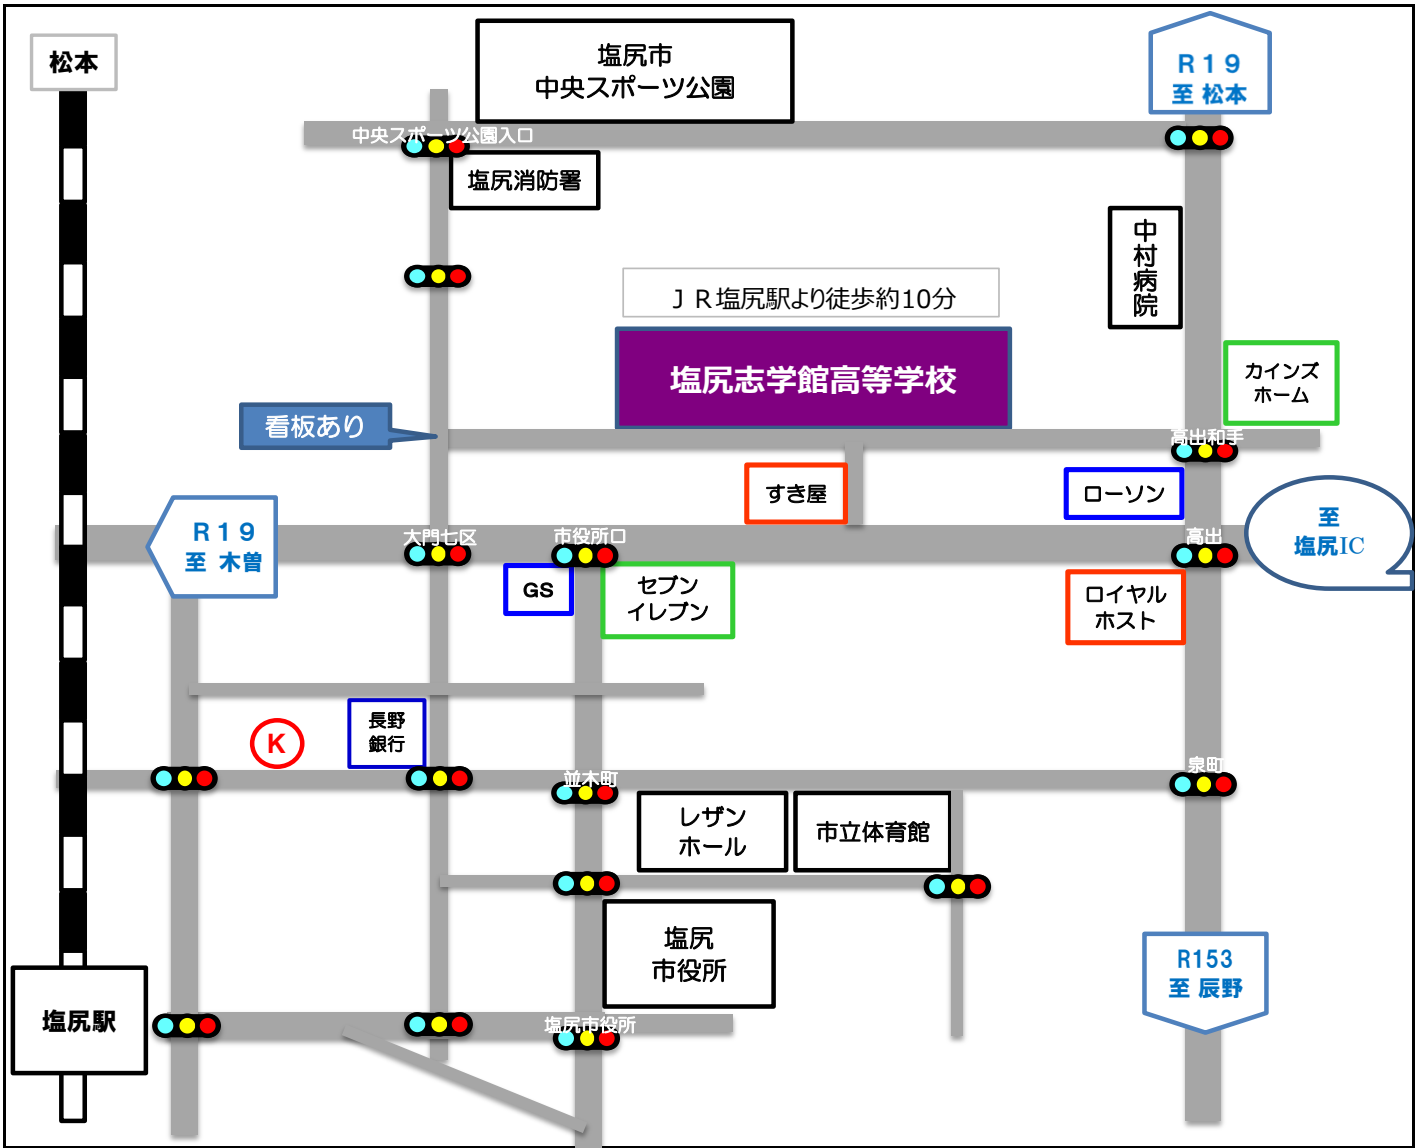 松本
塩尻市
中央スポーツ公園
R19
至 松本
中央スポーツ公園入口
塩尻消防署
中村病院
JR塩尻駅より徒歩約10分
塩尻志学館高等学校
カインズ
ホーム
看板あり
高出和手
すき屋
ローソン
R19
至 木曽
大門七区
市役所口
高出
至
塩尻IC
GS
セブン
イレブン
ロイヤル
ホスト
長野
銀行
K
並木町
泉町
レザン
ホール
市立体育館
塩尻
市役所
R153
至 辰野
塩尻駅
塩尻市役所